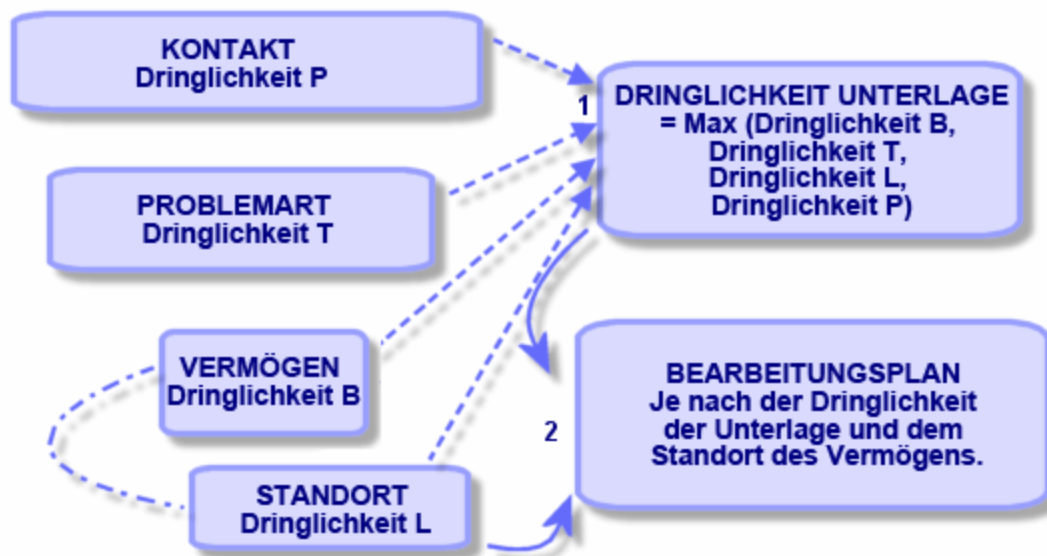 KONTAKT
Dringlichkeit P
1
DRINGLICHKEIT UNTERLAGE
= Max (Dringlichkeit B,
Dringlichkeit T,
Dringlichkeit L,
Dringlichkeit P)
PROBLEMART
Dringlichkeit T
VERMÖGEN
Dringlichkeit B
2
BEARBEITUNGSPLAN
Je nach der Dringlichkeit
der Unterlage und dem
Standort des Vermögens.
STANDORT
Dringlichkeit L